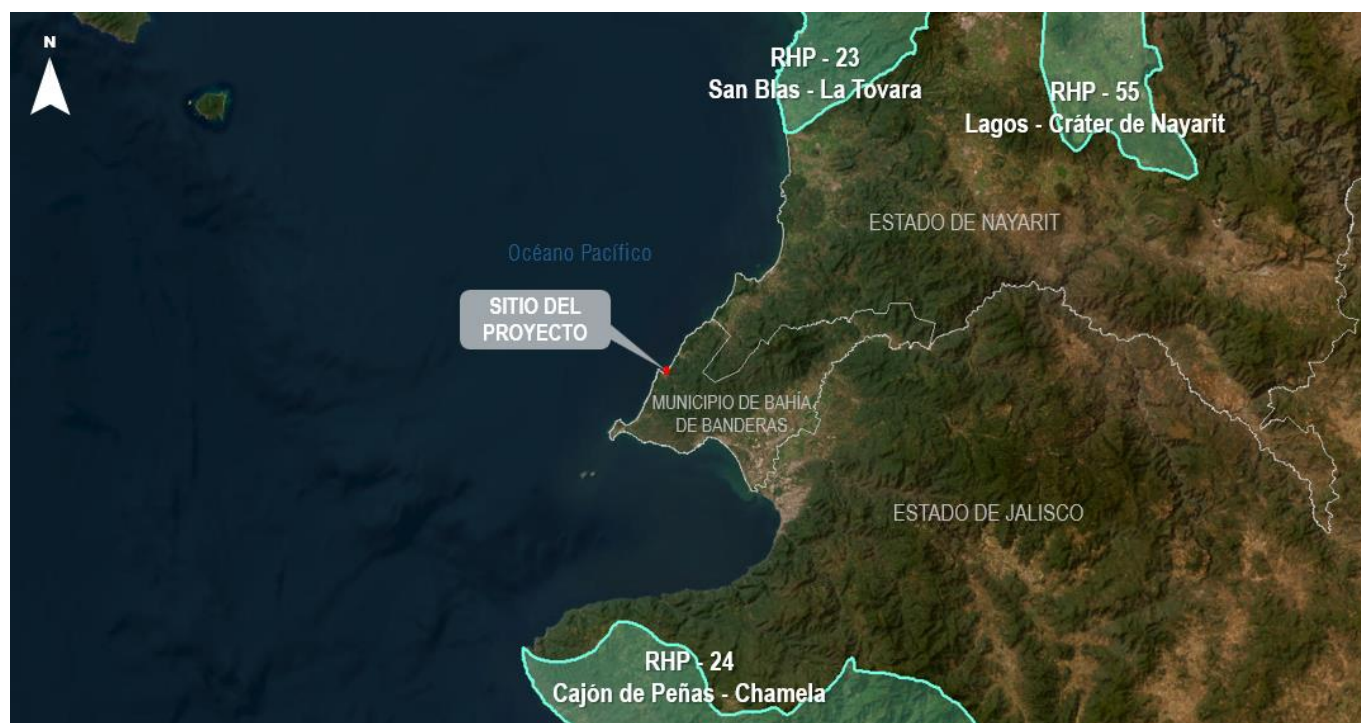 N
RHP - 23
San Blas - La Tovara
RHP - 55
Lagos - Cráter de Nayarit
ESTADO DE NAYARIT
Océano Pacífico
SITIO DEL
PROYECTO
MUNICIPIO DE BAHÍA
DE BANDERAS
ESTADO DE JALISCO
RHP - 24
Cajón de Peñas - Chamela